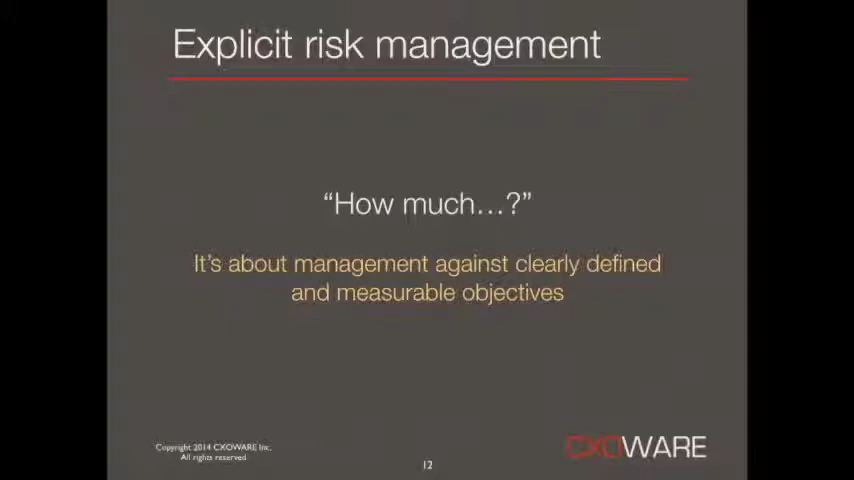 Explicit risk management
“How much…?”
It’s about management against clearly defined
and measurable objectives
Copyright 2014 CXOWARE Inc.
All rights reserved
12
CXOWARE